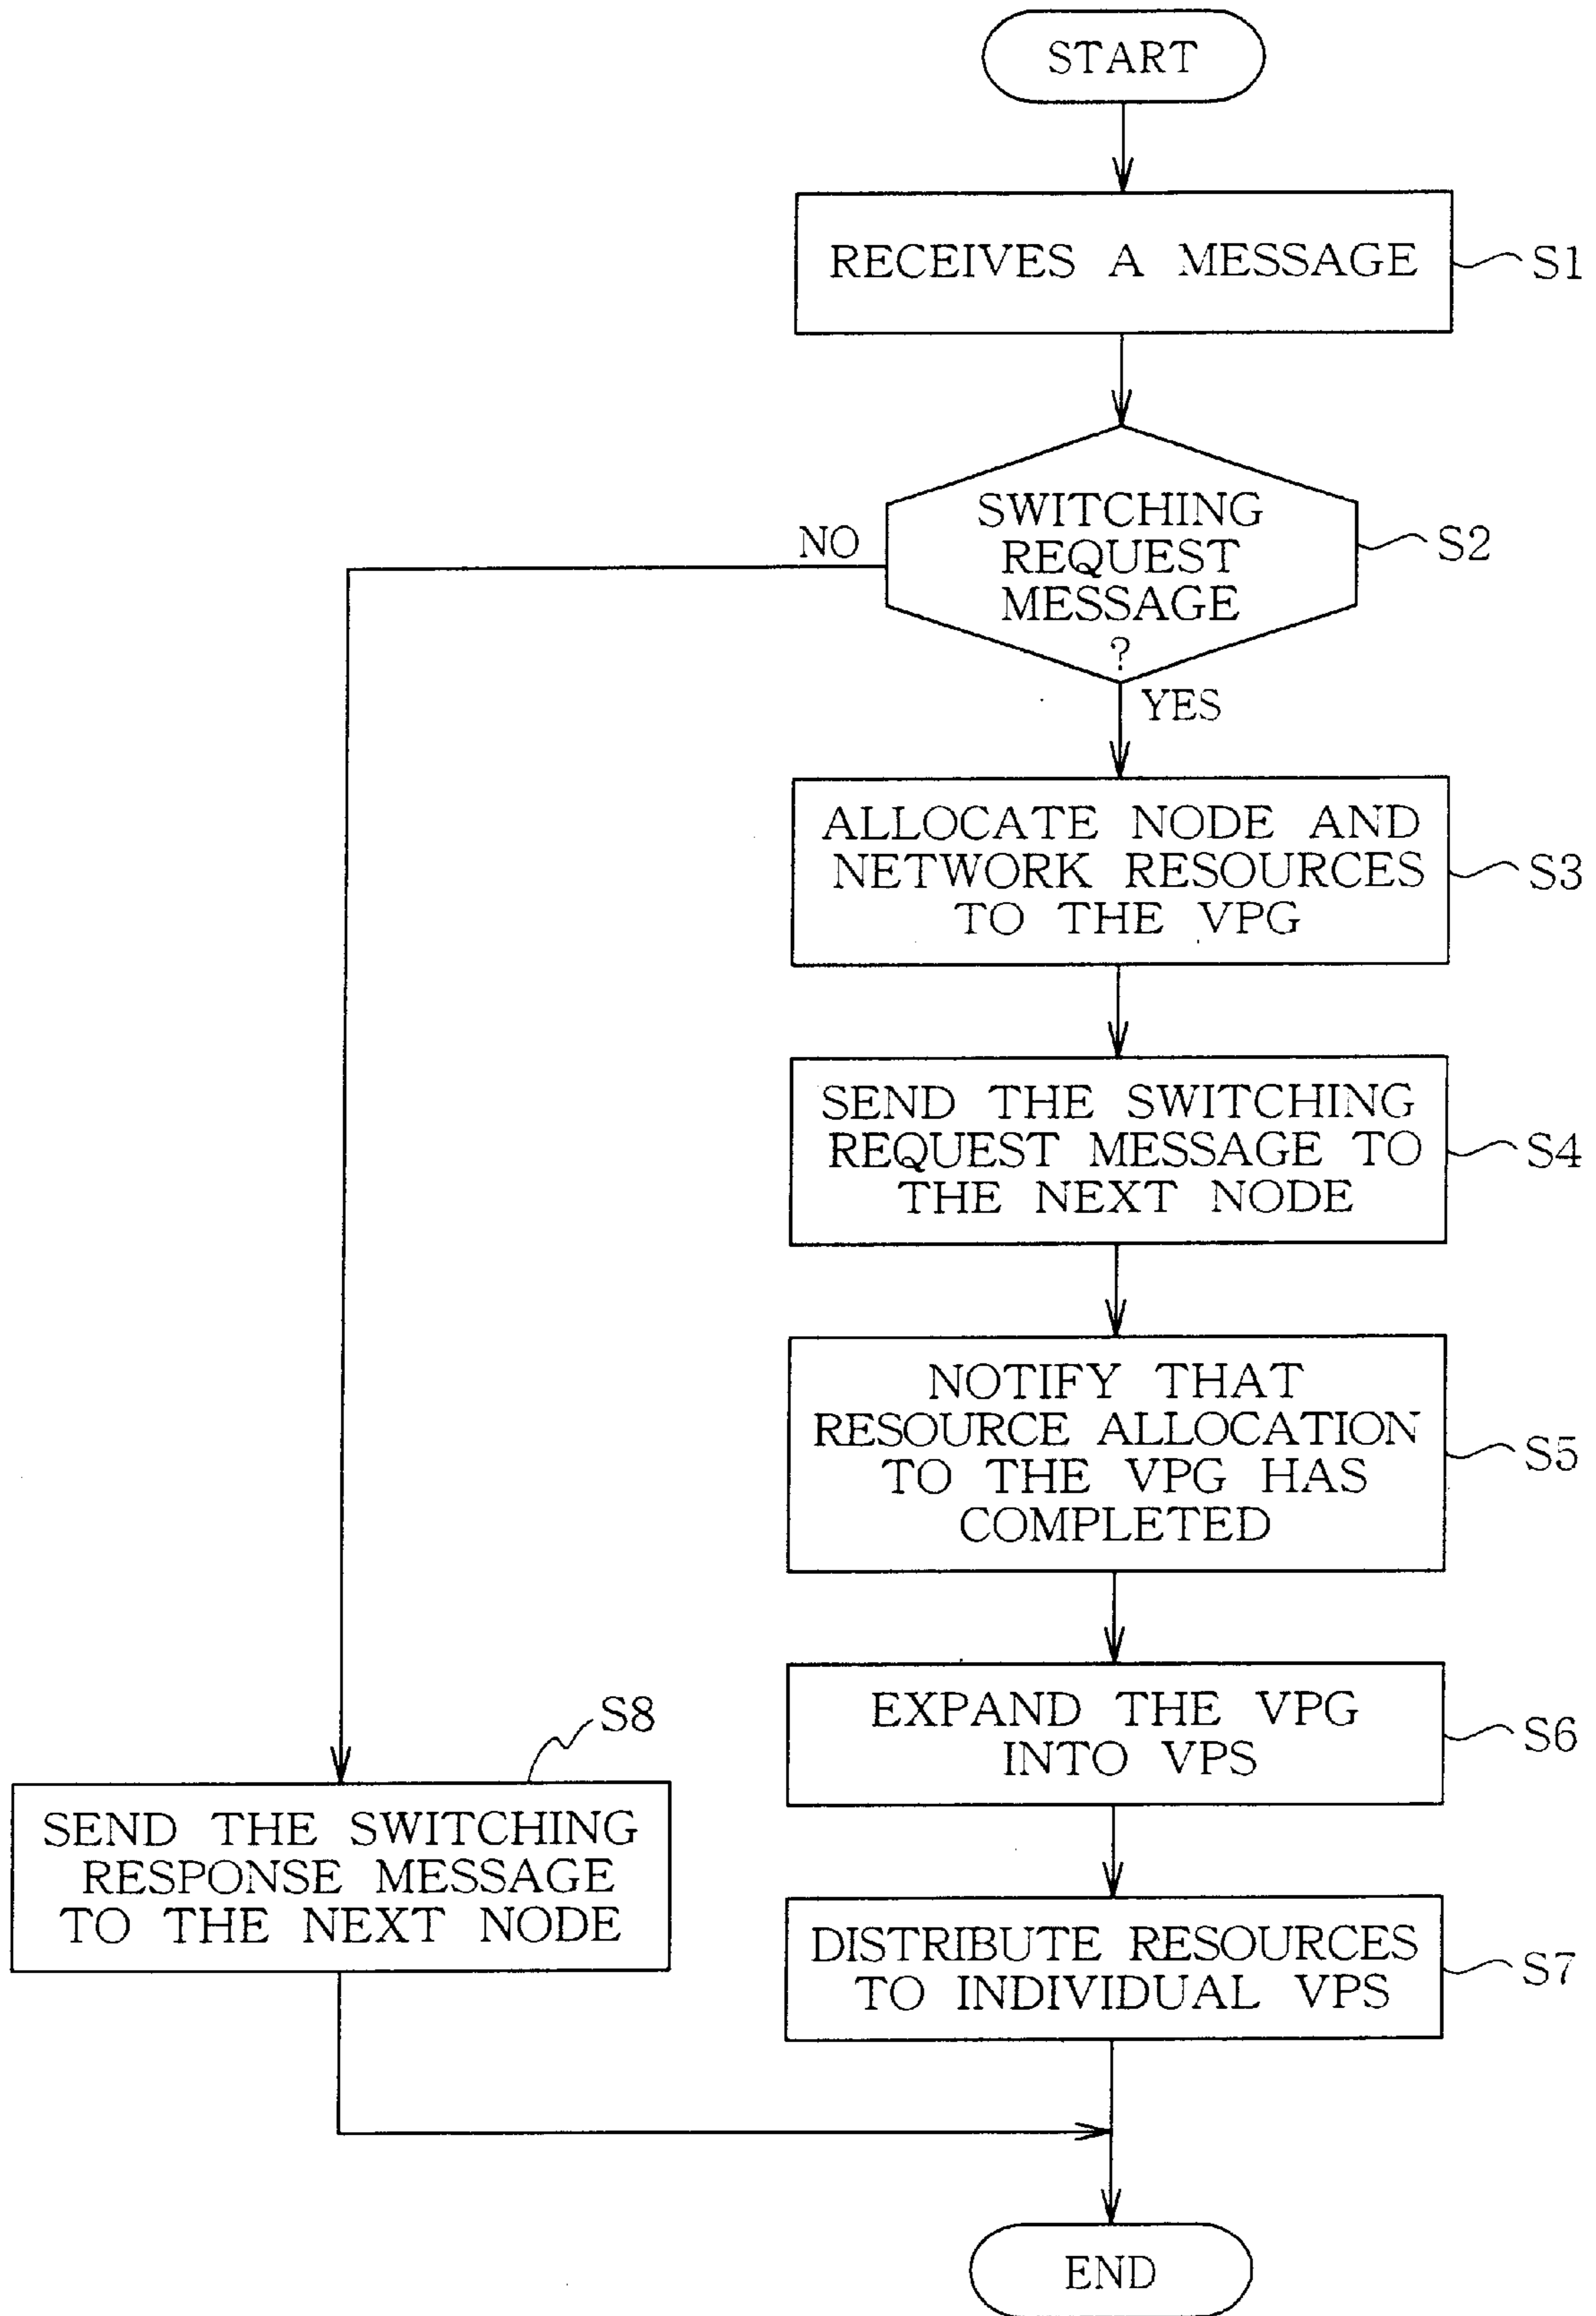 START
RECEIVES A MESSAGE
S1
SWITCHING
REQUEST
MESSAGE
?
S2
NO
YES
ALLOCATE NODE AND
NETWORK RESOURCES
TO THE VPG
S3
SEND THE SWITCHING
REQUEST MESSAGE TO
THE NEXT NODE
S4
NOTIFY THAT
RESOURCE ALLOCATION
TO THE VPG HAS
COMPLETED
S5
EXPAND THE VPG
INTO VPS
S6
S8
SEND THE SWITCHING
RESPONSE MESSAGE
TO THE NEXT NODE
DISTRIBUTE RESOURCES
TO INDIVIDUAL VPS
S7
END